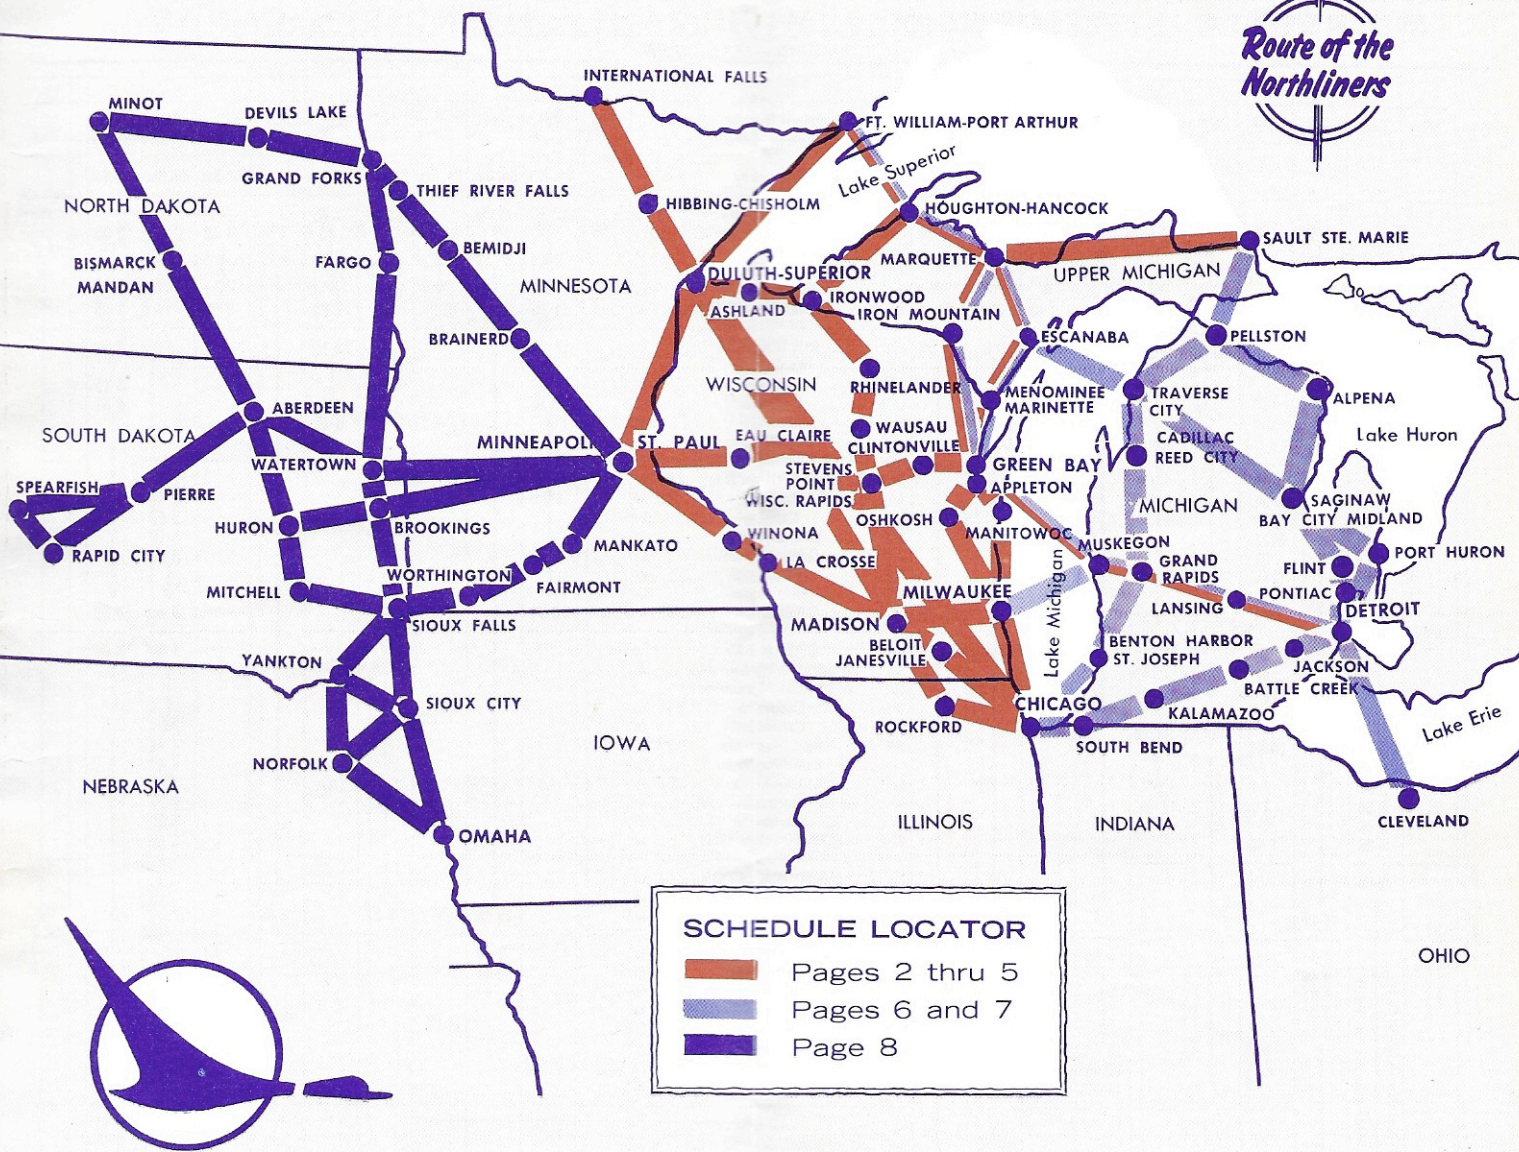 Route of the
Northliners
INTERNATIONAL FALLS
MINOT
DEVILS LAKE
FT. WILLIAM-PORT ARTHUR
GRAND FORKS
THIEF RIVER FALLS
Lake Superior
NORTH DAKOTA
HIBBING-CHISHOLM
HOUGHTON-HANCOCK
BEMIDJI
SAULT STE. MARIE
BISMARCK
MANDAN
FARGO
MARQUETTE
MINNESOTA
DULUTH-SUPERIOR
UPPER MICHIGAN
ASHLAND
IRONWOOD
IRON MOUNTAIN
BRAINERD
ESCANABA
PELLSTON
WISCONSIN
RHINELANDER
MENOMINEE
MARINETTE
TRAVERSE
CITY
ALPENA
ABERDEEN
SOUTH DAKOTA
MINNEAPOLI
ST. PAUL
EAU CLAIRE
WAUSAU
CLINTONVILLE
CADILLAC
REED CITY
Lake Huron
WATERTOWN
STEVENS
POINT
WISC. RAPIDS
GREEN BAY
APPLETON
SPEARFISH
PIERRE
MICHIGAN
SAGINAW
BAY CITY MIDLAND
HURON
BROOKINGS
OSHKOSH
MANITOWOC
WINONA
RAPID CITY
MANKATO
LA CROSSE
MUSKEGON
GRAND
RAPIDS
PORT HURON
FLINT
WORTHINGTON
FAIRMONT
MITCHELL
MILWAUKEE
Lake Michigan
LANSING
PONTIAC
DETROIT
SIOUX FALLS
MADISON
BELOIT
JANESVILLE
BENTON HARBOR
ST. JOSEPH
YANKTON
JACKSON
BATTLE CREEK
SIOUX CITY
CHICAGO
KALAMAZOO
ROCKFORD
SOUTH BEND
Lake Erie
IOWA
NORFOLK
NEBRASKA
ILLINOIS
INDIANA
CLEVELAND
OMAHA
OHIO
SCHEDULE LOCATOR
Pages 2 thru 5
Pages 6 and 7
Page 8